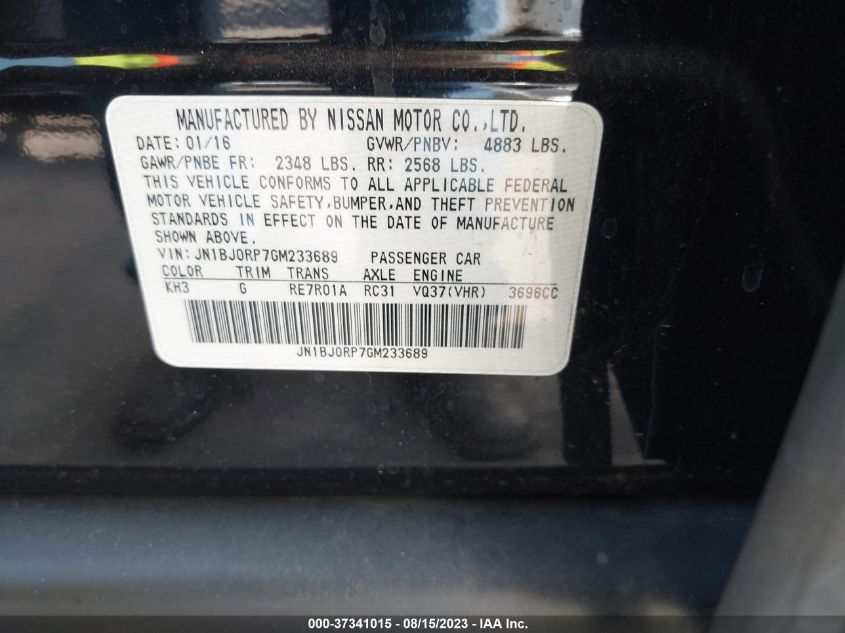 MANUFACTURED BY NISSAN MOTOR CO.,LTD.
DATE: 01/16 GVWR/PNBV: 4883 LBS.
GAWR/PNBE FR: 2348 LBS. RR: 2568 LBS.
THIS VEHICLE CONFORMS TO ALL APPLICABLE FEDERAL
MOTOR VEHICLE SAFETY,BUMPER,AND THEFT PREVENTION
STANDARDS IN EFFECT ON THE DATE OF MANUFACTURE
SHOWN ABOVE.
VIN: JN1BJ0RP7GM233689 PASSENGER CAR
COLOR TRIM TRANS AXLE ENGINE
KH3 G RE7R01A RC31 VQ37(VHR) 3696CC
JN1BJ0RP7GM233689
000-37341015 - 08/15/2023 - IAA Inc.